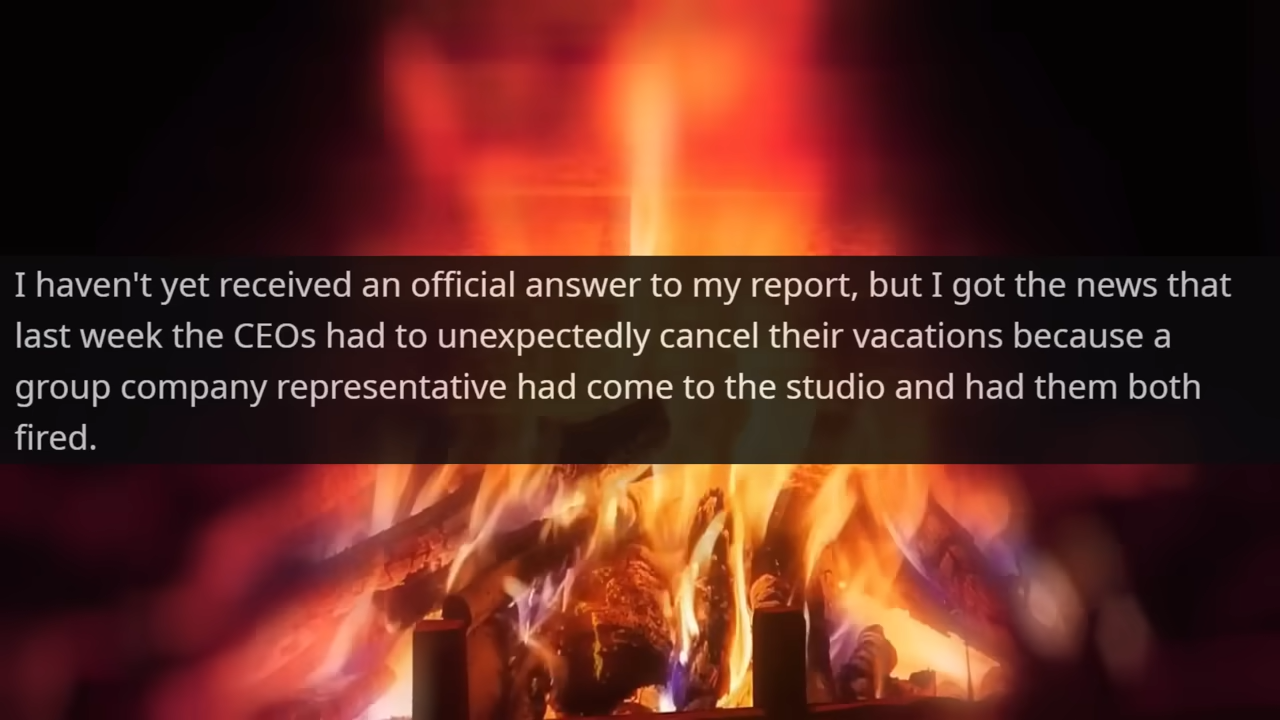 I haven't yet received an official answer to my report, but I got the news that
last week the CEOs had to unexpectedly cancel their vacations because a
group company representative had come to the studio and had them both
fired.